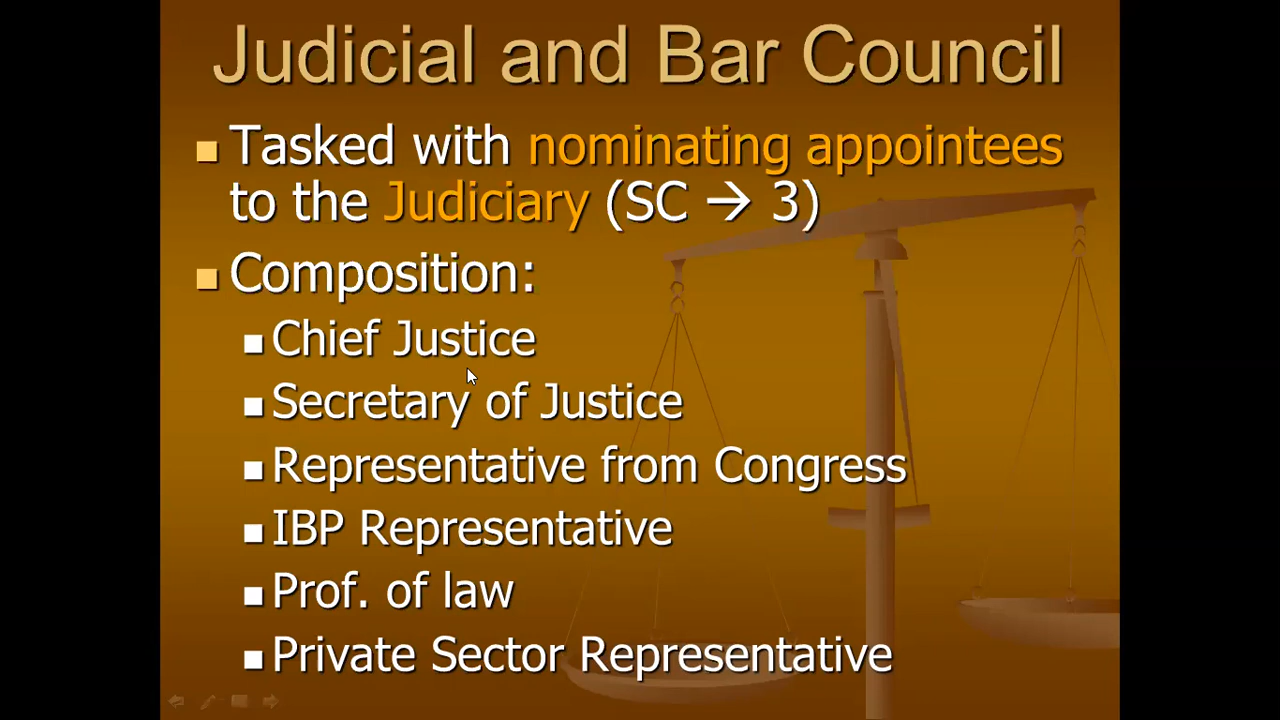 Judicial and Bar Council
Tasked with nominating appointees
to the Judiciary (SC → 3)
Composition:
Chief Justice
Secretary of Justice
Representative from Congress
IBP Representative
Prof. of law
Private Sector Representative